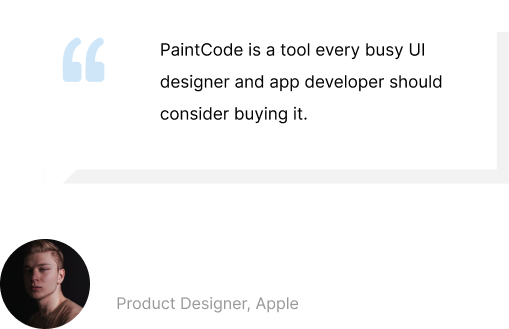 PaintCode is a tool every busy UI
designer and app developer should
consider buying it.
Product Designer, Apple